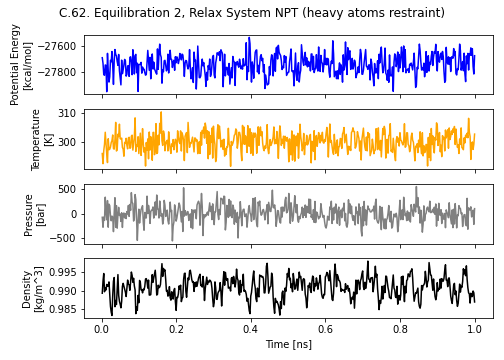 C.62. Equilibration 2, Relax System NPT (heavy atoms restraint)
Potential Energy
[kcal/mol]
−27600
−27800
Temperature
[K]
310
300
Pressure
[bar]
500
0
−500
Density
[kg/m^3]
0.995
0.990
0.985
0.0 0.2 0.4 0.6 0.8 1.0
Time [ns]